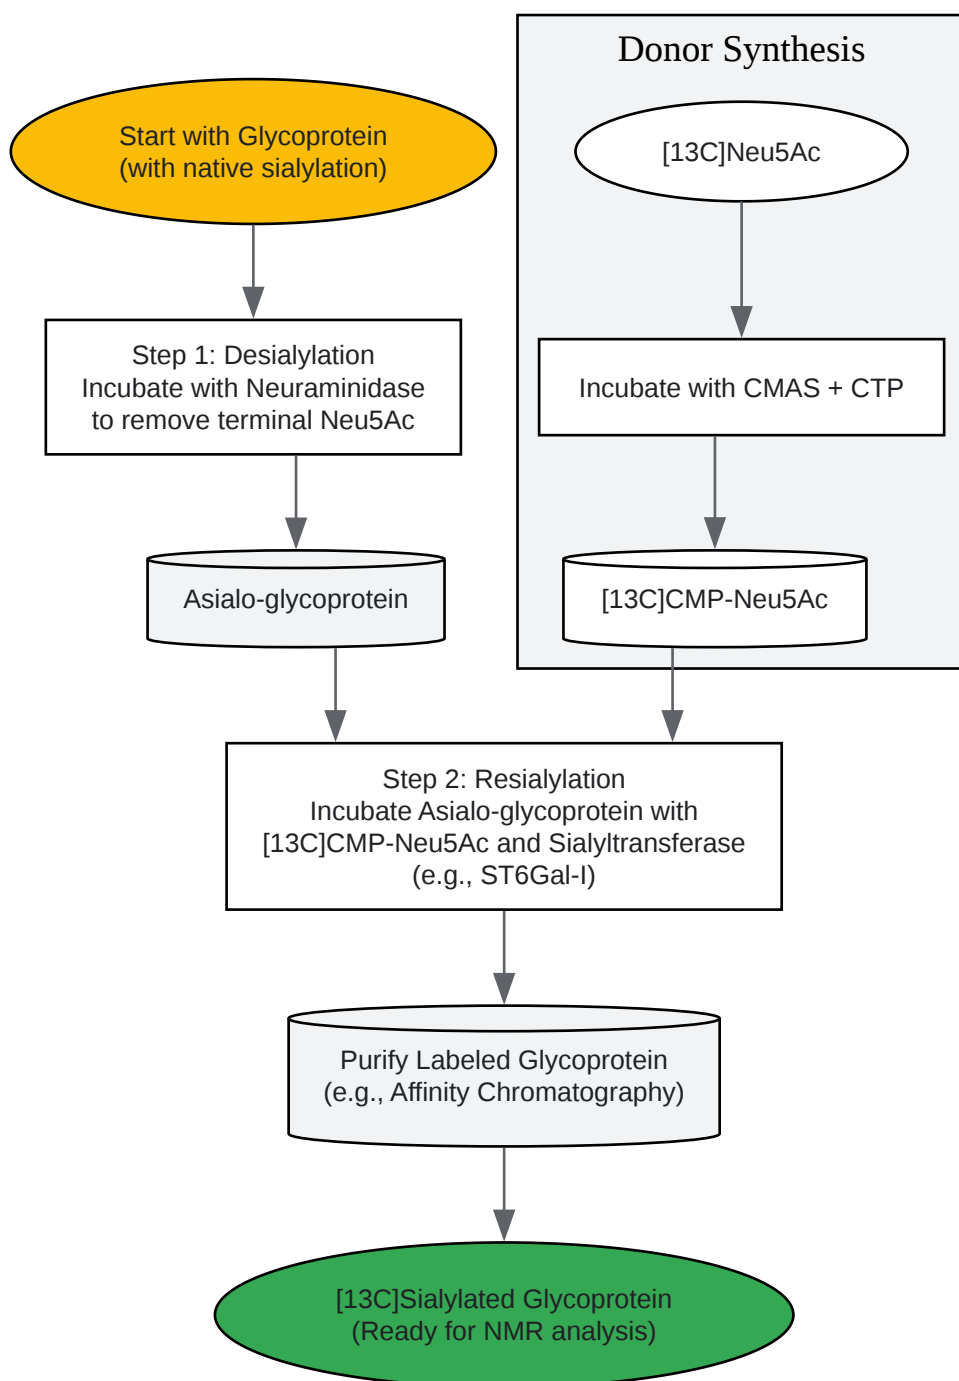 Donor Synthesis
Start with Glycoprotein
(with native sialylation)
[13C]Neu5Ac
Step 1: Desialylation
Incubate with Neuraminidase
to remove terminal Neu5Ac
Incubate with CMAS + CTP
Asialo-glycoprotein
[13C]CMP-Neu5Ac
Step 2: Resialylation
Incubate Asialo-glycoprotein with
[13C]CMP-Neu5Ac and Sialyltransferase
(e.g., ST6Gal-I)
Purify Labeled Glycoprotein
(e.g., Affinity Chromatography)
[13C]Sialylated Glycoprotein
(Ready for NMR analysis)